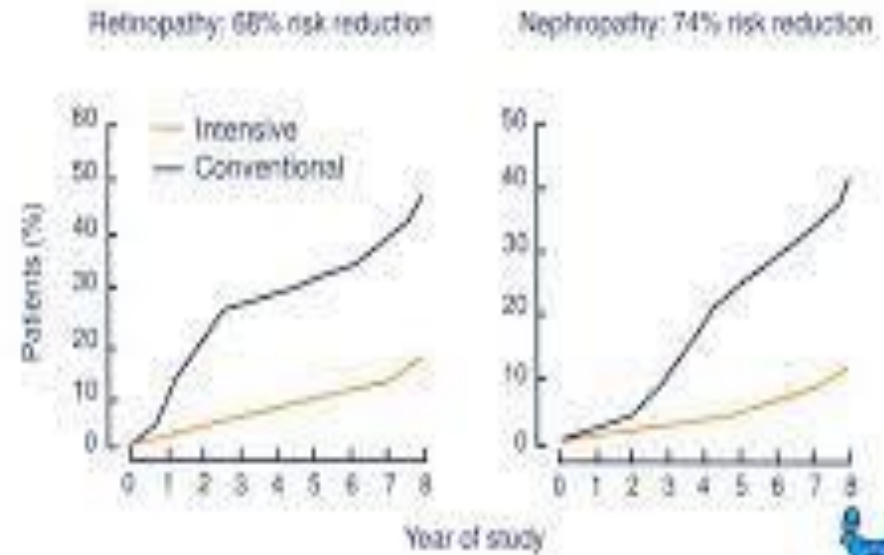 Retinopathy: 68% risk reduction
Nephropathy: 74% risk reduction
Intensive
Conventional
Patients (%)
60
50
40
30
20
10
0
0 1 2 3 4 5 6 7 8
50
40
30
20
10
0
0 1 2 3 4 5 6 7 8
Year of study